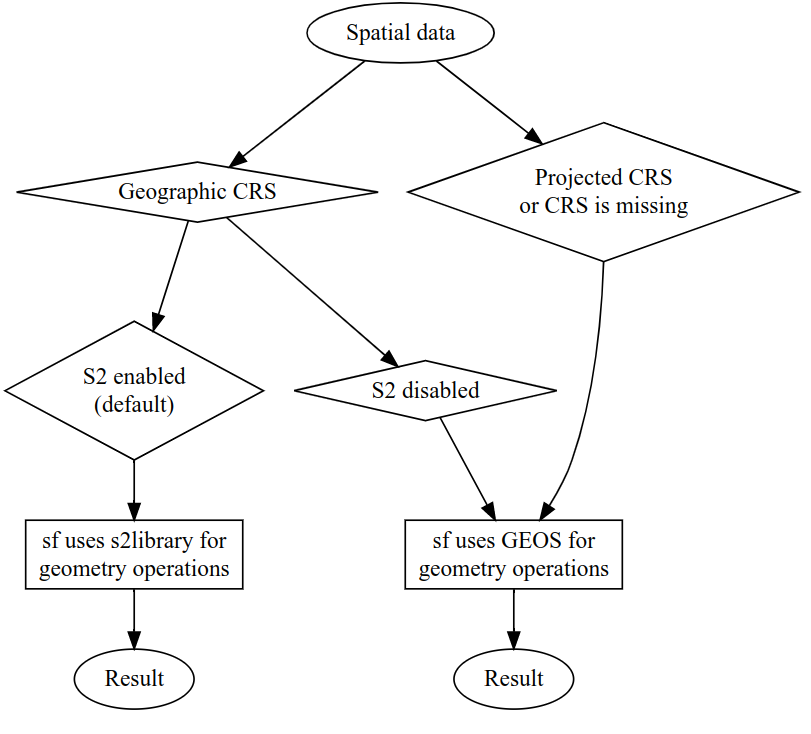 Spatial data
Geographic CRS
Projected CRS
or CRS is missing
S2 enabled
(default)
S2 disabled
sf uses s2library for
geometry operations
sf uses GEOS for
geometry operations
Result
Result